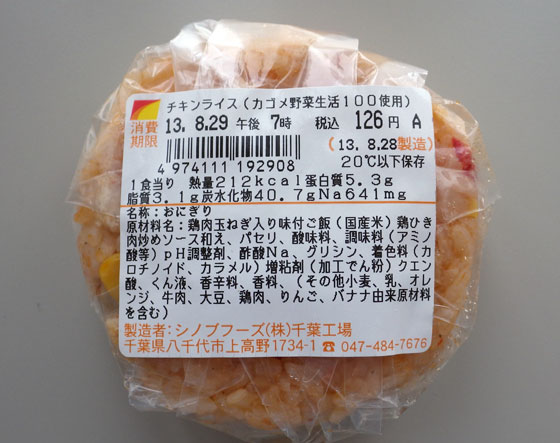 チキンライス(カゴメ野菜生活100使用)
消費期限 13. 8.29 午後 7時 税込 126円 A
(13. 8.28製造)
20℃以下保存
4 974111 192908
1食当り 熱量212kcal蛋白質5.3g
脂質3.1g炭水化物40.7gNa641mg
名称:おにぎり
原材料名:鶏肉玉ねぎ入り味付ご飯(国産米)鶏ひき
肉炒めソース和え、パセリ、酸味料、調味料(アミノ
酸等)pH調整剤、酢酸Na、グリシン、着色料(カ
ロチノイド、カラメル)増粘剤(加工でん粉)クエン
酸、くん液、香辛料、香料、(その他小麦、乳、オレ
ンジ、牛肉、大豆、鶏肉、りんご、バナナ由来原材料
を含む)
製造者:シノブフーズ(株)千葉工場
千葉県八千代市上高野1734-1 ☎ 047-484-7676